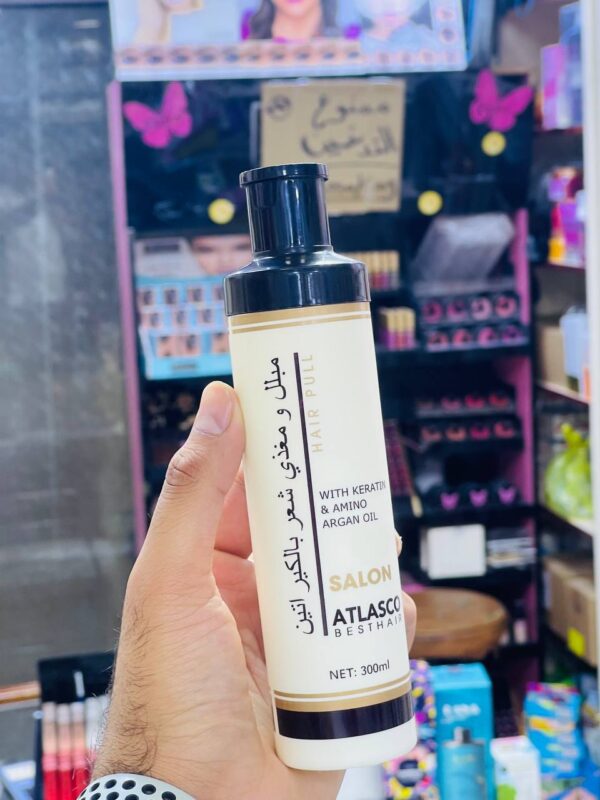 ممنوع
التدخين
مبلل و مغذي شعر بالكيراتين
HAIR PULL
WITH KERATIN
& AMINO
ARGAN OIL
SALON
ATLASCO
BESTHAIR
NET: 300ml